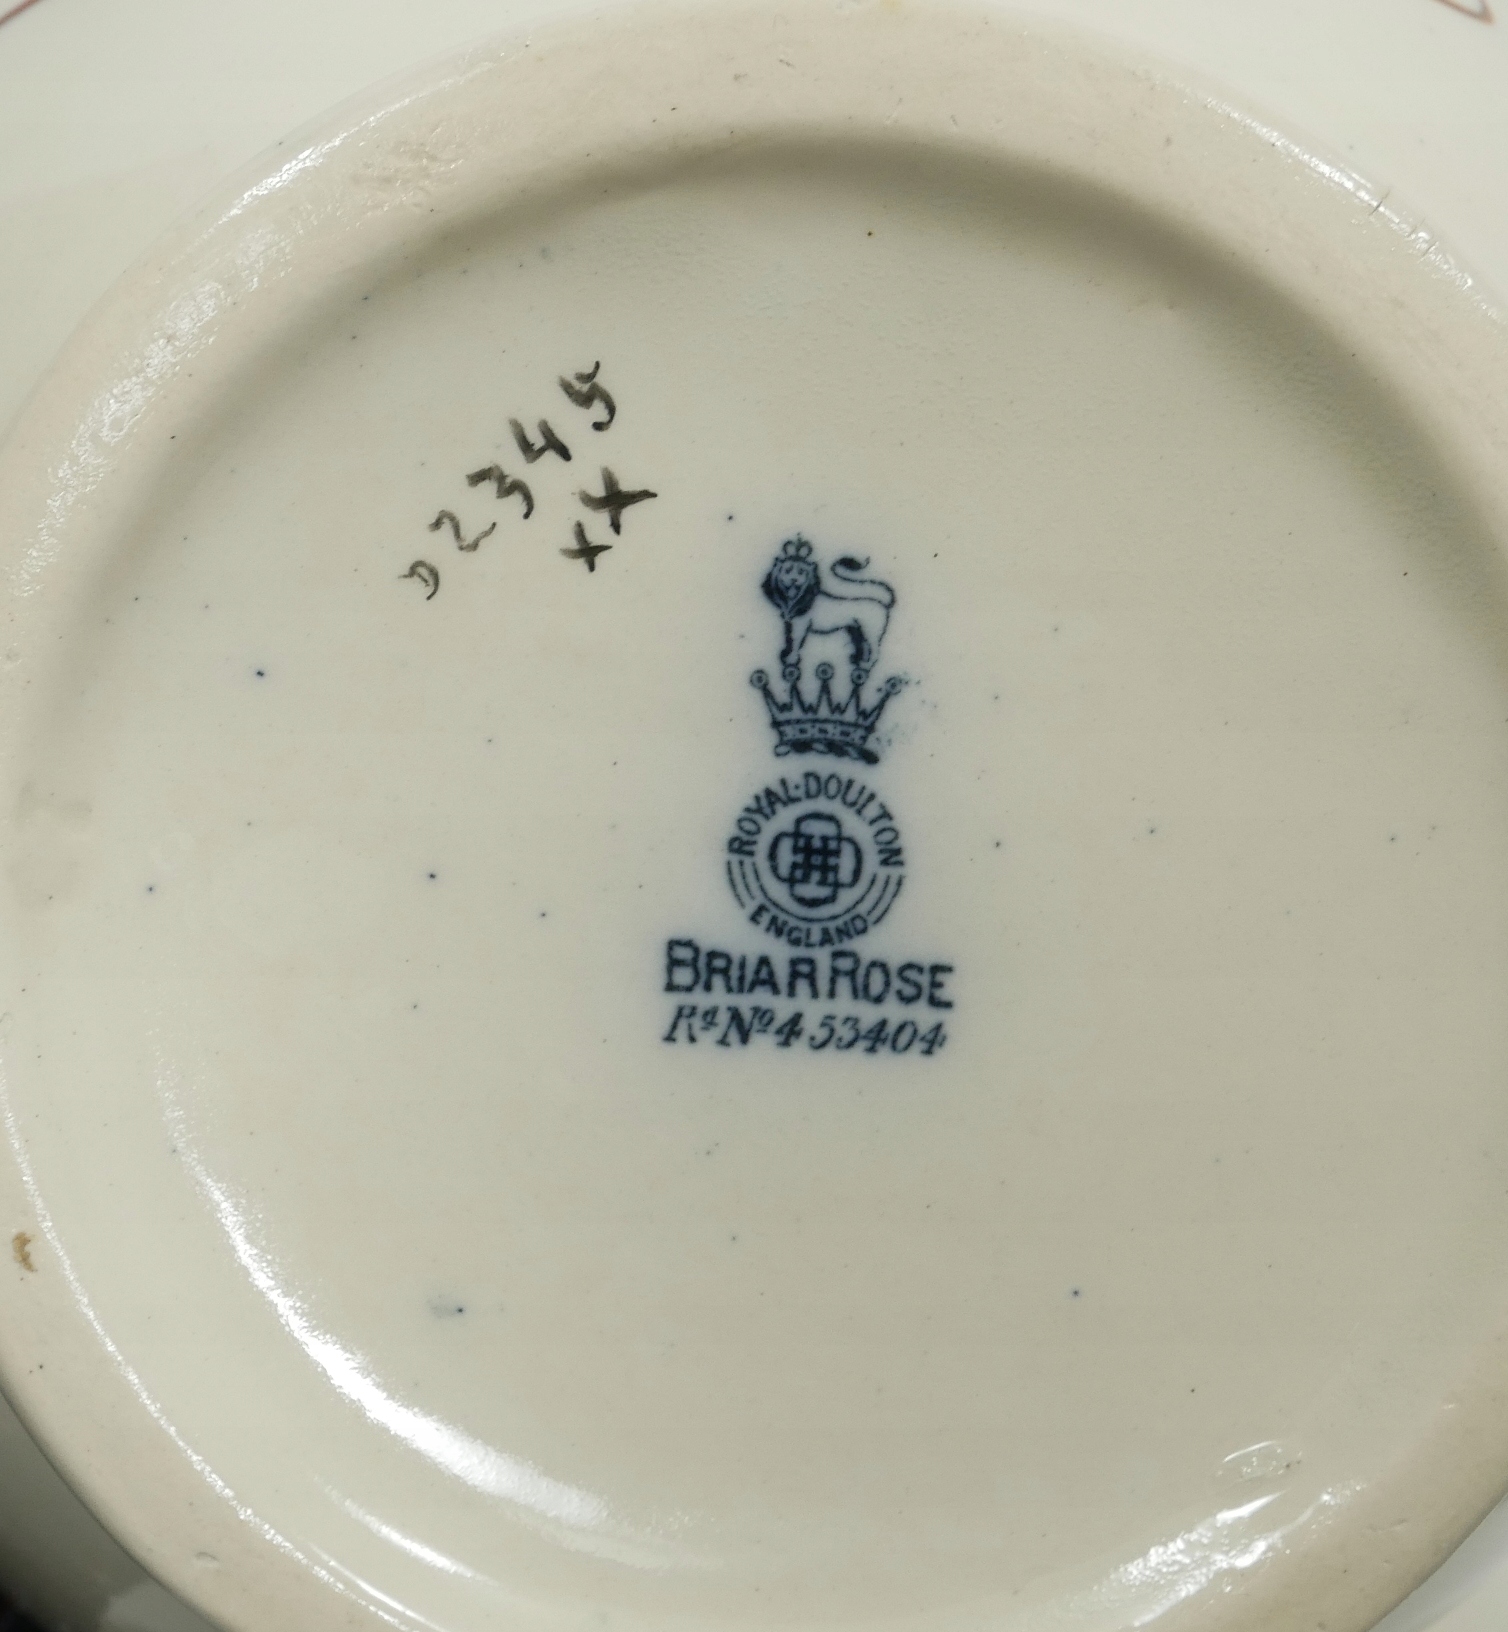 D2345
xx
ROYAL·DOULTON
ENGLAND
BRIAR ROSE
Rd No 453404